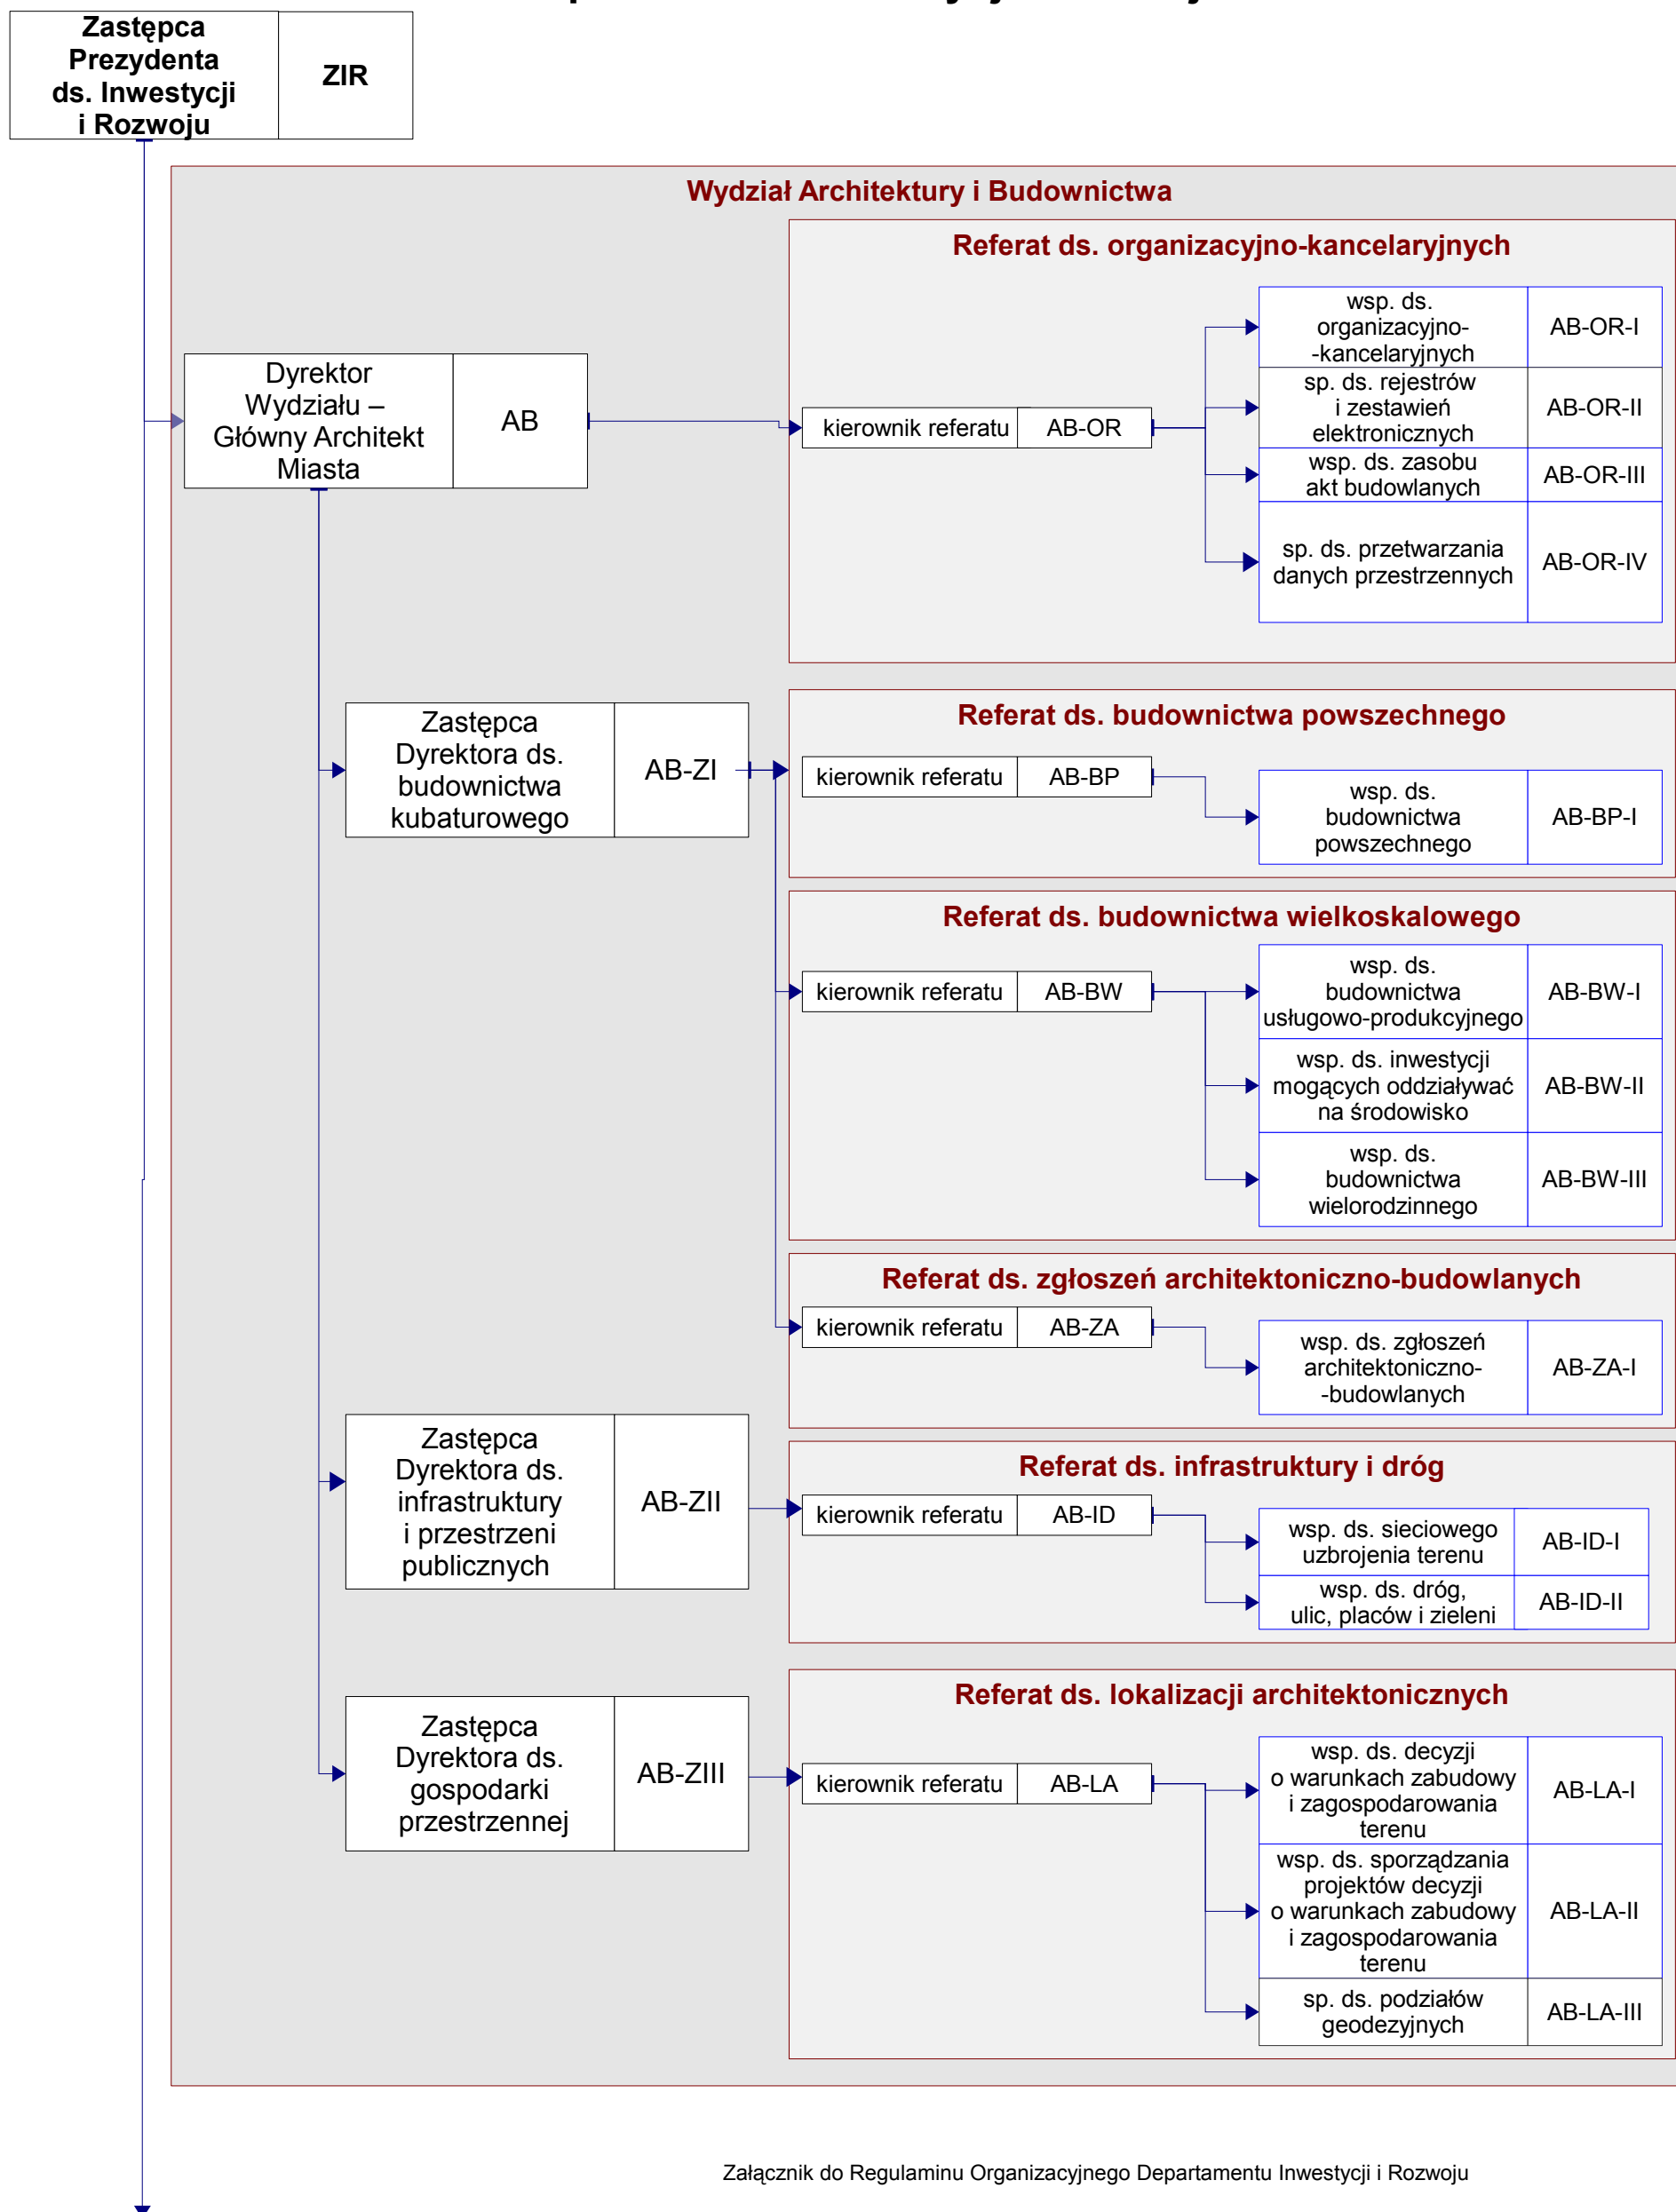 Zastępca
Prezydenta
ds. Inwestycji
i Rozwoju
ZIR
Wydział Architektury i Budownictwa
Referat ds. organizacyjno-kancelaryjnych
Dyrektor
Wydziału –
Główny Architekt
Miasta
AB
kierownik referatu
AB-OR
wsp. ds.
organizacyjno-
-kancelaryjnych
AB-OR-I
sp. ds. rejestrów
i zestawień
elektronicznych
AB-OR-II
wsp. ds. zasobu
akt budowlanych
AB-OR-III
sp. ds. przetwarzania
danych przestrzennych
AB-OR-IV
Zastępca
Dyrektora ds.
budownictwa
kubaturowego
AB-ZI
Referat ds. budownictwa powszechnego
kierownik referatu
AB-BP
wsp. ds.
budownictwa
powszechnego
AB-BP-I
Referat ds. budownictwa wielkoskalowego
kierownik referatu
AB-BW
wsp. ds.
budownictwa
usługowo-produkcyjnego
AB-BW-I
wsp. ds. inwestycji
mogących oddziaływać
na środowisko
AB-BW-II
wsp. ds.
budownictwa
wielorodzinnego
AB-BW-III
Referat ds. zgłoszeń architektoniczno-budowlanych
kierownik referatu
AB-ZA
wsp. ds. zgłoszeń
architektoniczno-
-budowlanych
AB-ZA-I
Zastępca
Dyrektora ds.
infrastruktury
i przestrzeni
publicznych
AB-ZII
Referat ds. infrastruktury i dróg
kierownik referatu
AB-ID
wsp. ds. sieciowego
uzbrojenia terenu
AB-ID-I
wsp. ds. dróg,
ulic, placów i zieleni
AB-ID-II
Zastępca
Dyrektora ds.
gospodarki
przestrzennej
AB-ZIII
Referat ds. lokalizacji architektonicznych
kierownik referatu
AB-LA
wsp. ds. decyzji
o warunkach zabudowy
i zagospodarowania
terenu
AB-LA-I
wsp. ds. sporządzania
projektów decyzji
o warunkach zabudowy
i zagospodarowania
terenu
AB-LA-II
sp. ds. podziałów
geodezyjnych
AB-LA-III
Załącznik do Regulaminu Organizacyjnego Departamentu Inwestycji i Rozwoju